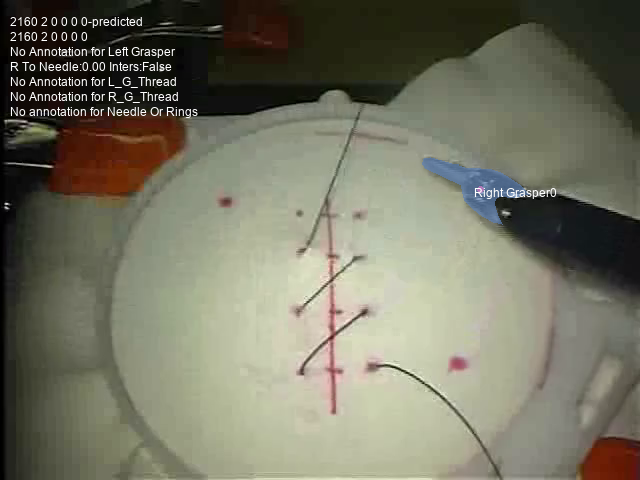 2160 2 0 0 0 0-predicted
2160 2 0 0 0 0
No Annotation for Left Grasper
R To Needle:0.00 Inters:False
No Annotation for L_G_Thread
No Annotation for R_G_Thread
No annotation for Needle Or Rings
Right Grasper0